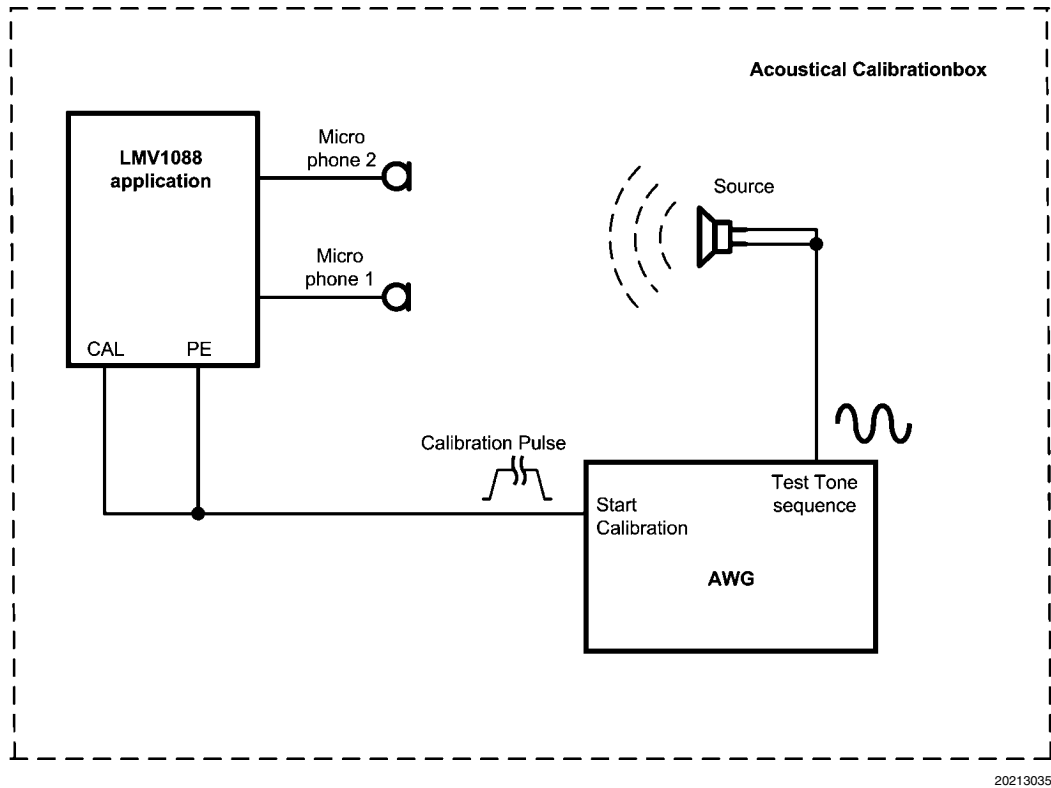 Acoustical Calibrationbox
LMV1088
application
Micro
phone 2
Micro
phone 1
CAL
PE
Source
Calibration Pulse
Test Tone
sequence
Start
Calibration
AWG
20213035